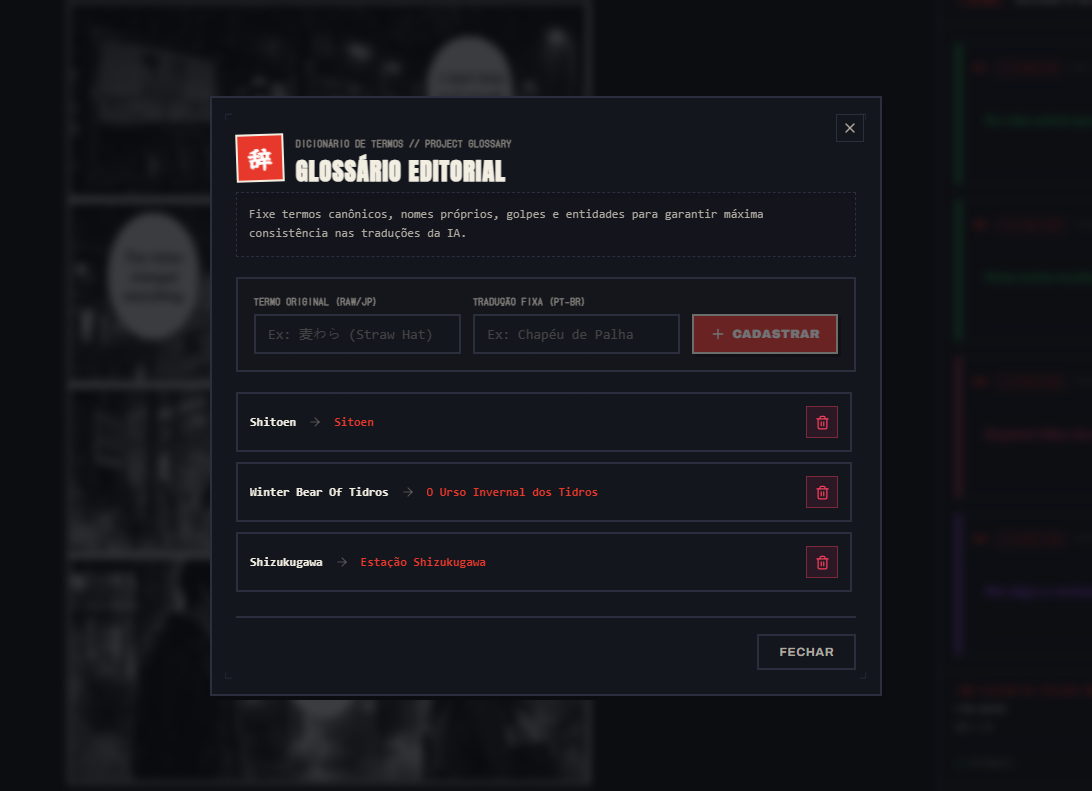 DICIONÁRIO DE TERMOS // PROJECT GLOSSARY
辞
GLOSSÁRIO EDITORIAL
Fixe termos canônicos, nomes próprios, golpes e entidades para garantir máxima
consistência nas traduções da IA.
TERMO ORIGINAL (RAW/JP)
TRADUÇÃO FIXA (PT-BR)
Ex: 麦わら (Straw Hat)
Ex: Chapéu de Palha
+ CADASTRAR
Shitoen → Sitoen
Winter Bear Of Tidros → O Urso Invernal dos Tidros
Shizukugawa → Estação Shizukugawa
FECHAR